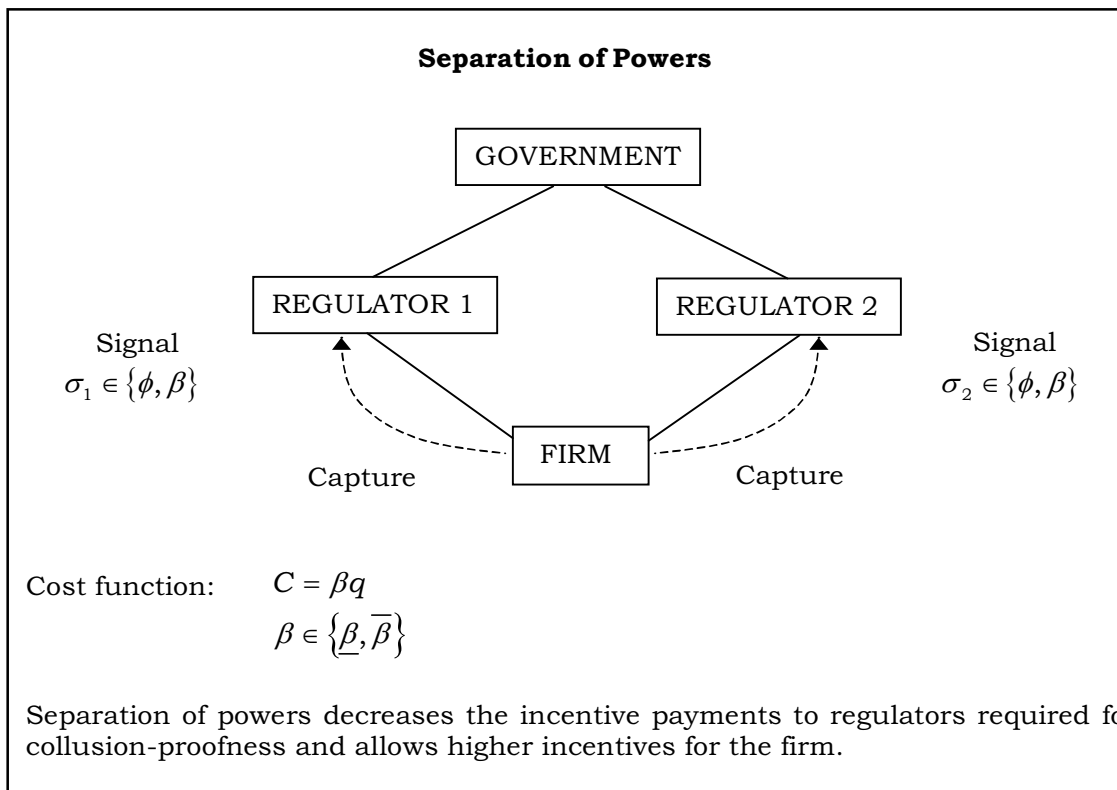 Separation of Powers
GOVERNMENT
REGULATOR 1
REGULATOR 2
Signal
σ₁ ∈ {ϕ, β}
Signal
σ₂ ∈ {ϕ, β}
FIRM
Capture
Capture
Cost function: C = βq
β ∈ {β̲, β̅}
Separation of powers decreases the incentive payments to regulators required fo
collusion-proofness and allows higher incentives for the firm.